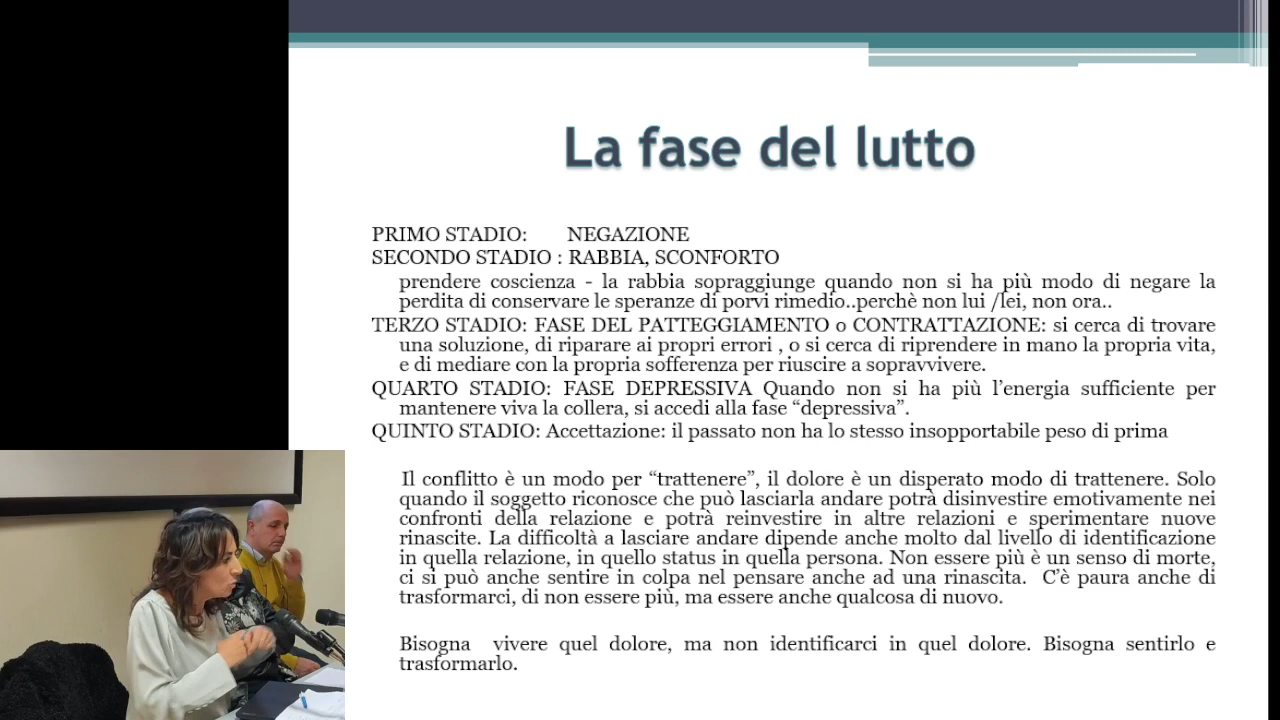 La fase del lutto
PRIMO STADIO: NEGAZIONE
SECONDO STADIO : RABBIA, SCONFORTO
prendere coscienza - la rabbia sopraggiunge quando non si ha più modo di negare la
perdita di conservare le speranze di porvi rimedio..perchè non lui /lei, non ora..
TERZO STADIO: FASE DEL PATTEGGIAMENTO o CONTRATTAZIONE: si cerca di trovare
una soluzione, di riparare ai propri errori , o si cerca di riprendere in mano la propria vita,
e di mediare con la propria sofferenza per riuscire a sopravvivere.
QUARTO STADIO: FASE DEPRESSIVA Quando non si ha più l'energia sufficiente per
mantenere viva la collera, si accedi alla fase “depressiva”.
QUINTO STADIO: Accettazione: il passato non ha lo stesso insopportabile peso di prima
Il conflitto è un modo per “trattenere”, il dolore è un disperato modo di trattenere. Solo
quando il soggetto riconosce che può lasciarla andare potrà disinvestire emotivamente nei
confronti della relazione e potrà reinvestire in altre relazioni e sperimentare nuove
rinascite. La difficoltà a lasciare andare dipende anche molto dal livello di identificazione
in quella relazione, in quello status in quella persona. Non essere più è un senso di morte,
ci si può anche sentire in colpa nel pensare anche ad una rinascita. C'è paura anche di
trasformarci, di non essere più, ma essere anche qualcosa di nuovo.
Bisogna vivere quel dolore, ma non identificarci in quel dolore. Bisogna sentirlo e
trasformarlo.